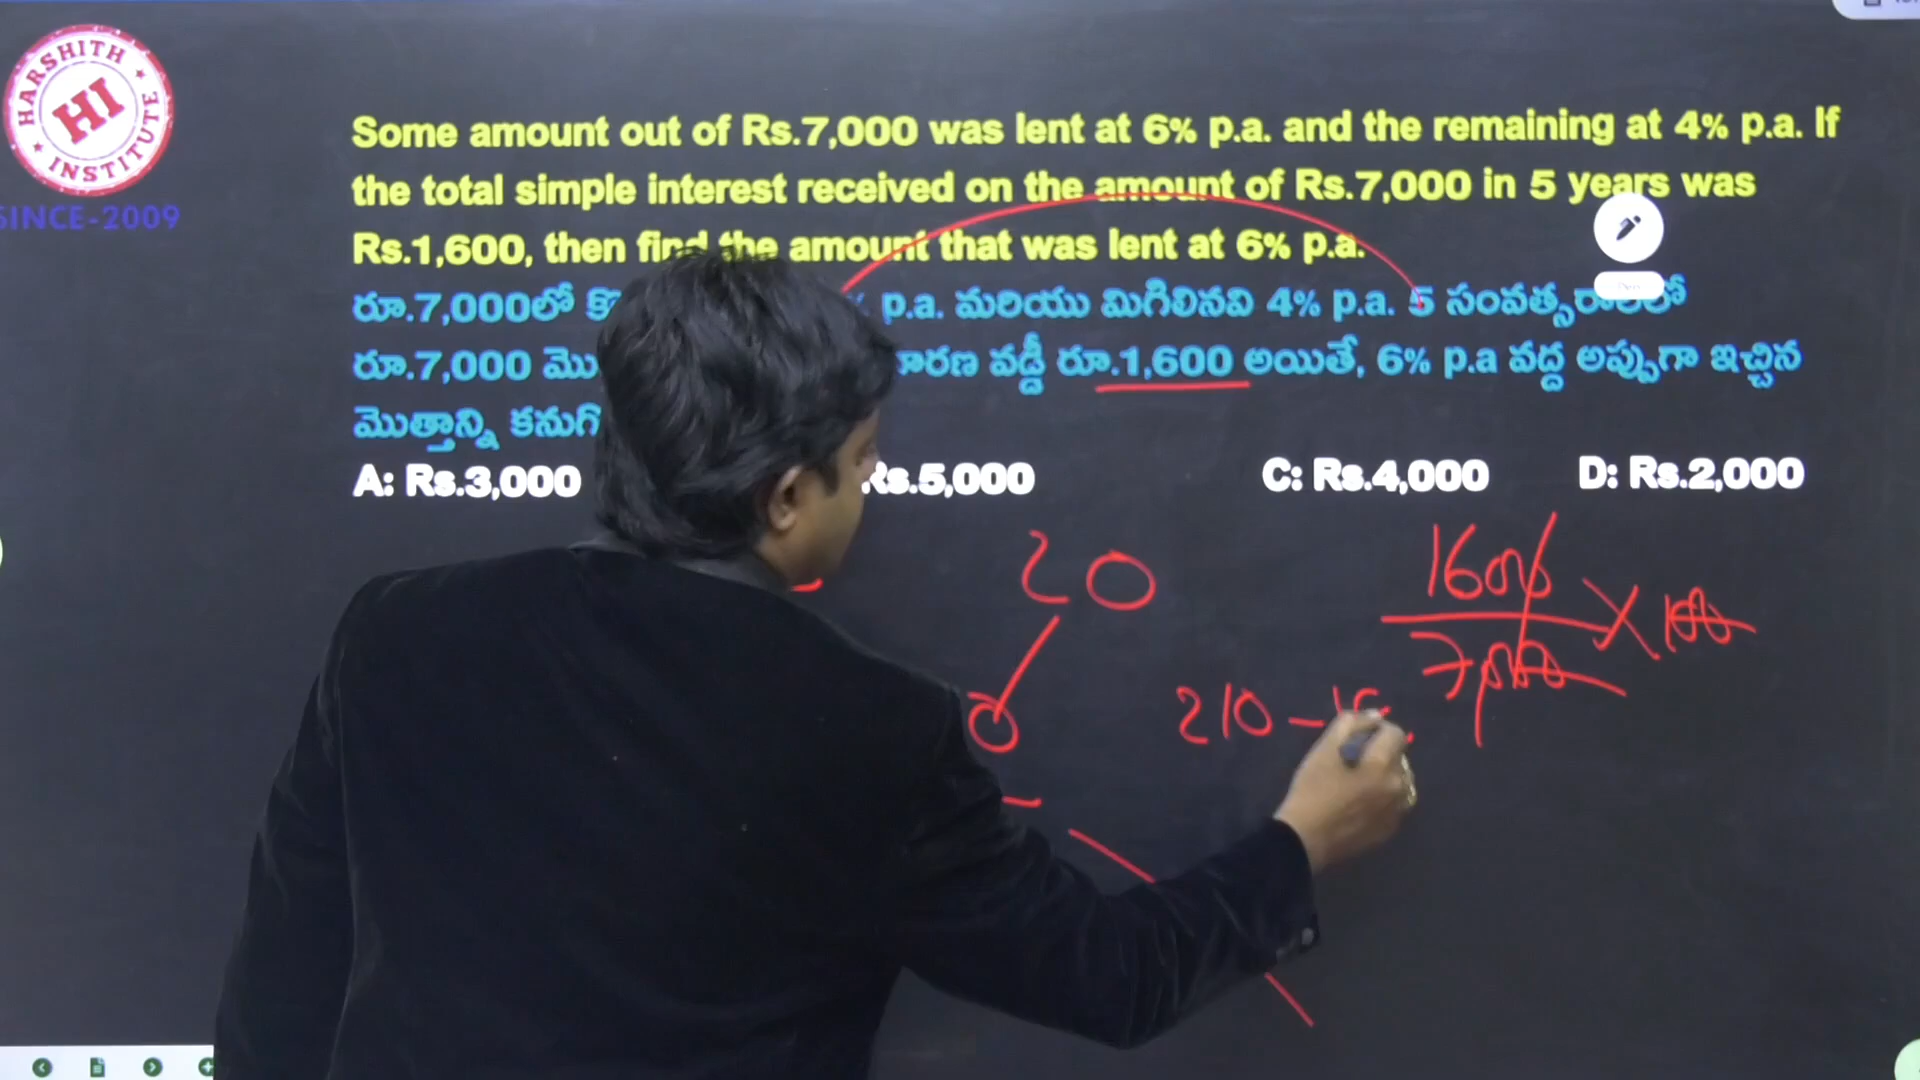 HARSHITH
HI
INSTITUTE
SINCE-2009
Some amount out of Rs.7,000 was lent at 6% p.a. and the remaining at 4% p.a. If
the total simple interest received on the amount of Rs.7,000 in 5 years was
Rs.1,600, then find the amount that was lent at 6% p.a.
రూ.7,000లో p.a. మరియు మిగిలినవి 4% p.a. 5 సంవత్సరాలలో
రూ.7,000 వడ్డీ రూ.1,600 అయితే, 6% p.a వద్ద అప్పుగా ఇచ్చిన
మొత్తాన్ని
A: Rs.3,000 Rs.5,000 C: Rs.4,000 D: Rs.2,000
20
1600
7000 × 100
210 -